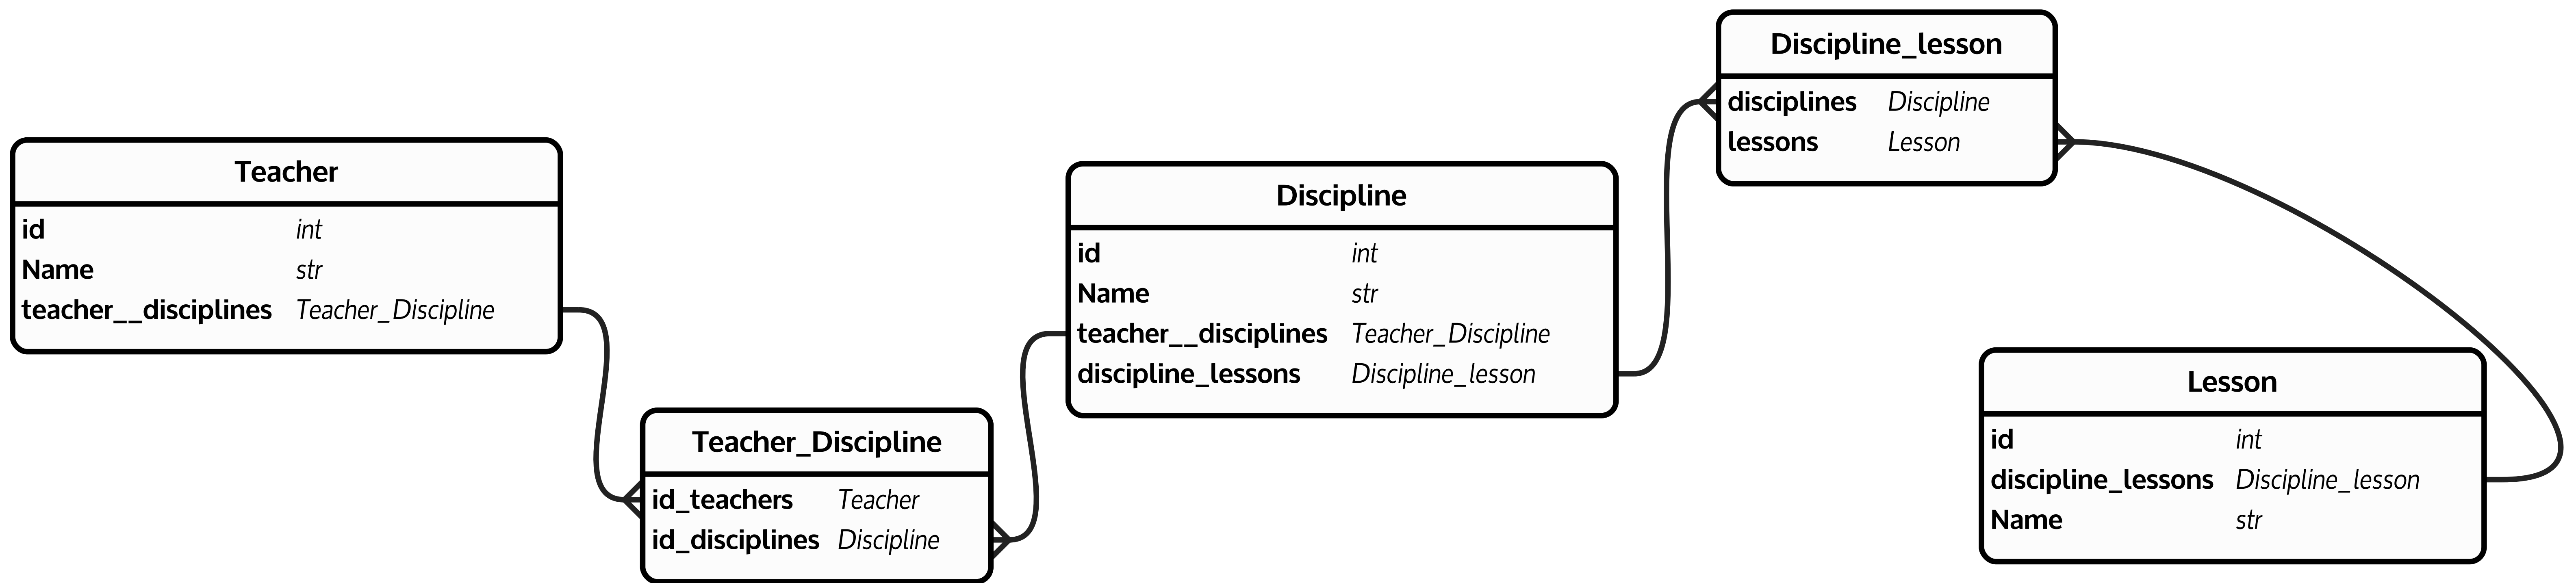 Teacher
id int
Name str
teacher__disciplines Teacher_Discipline
Teacher_Discipline
id_teachers Teacher
id_disciplines Discipline
Discipline
id int
Name str
teacher__disciplines Teacher_Discipline
discipline_lessons Discipline_lesson
Discipline_lesson
disciplines Discipline
lessons Lesson
Lesson
id int
discipline_lessons Discipline_lesson
Name str